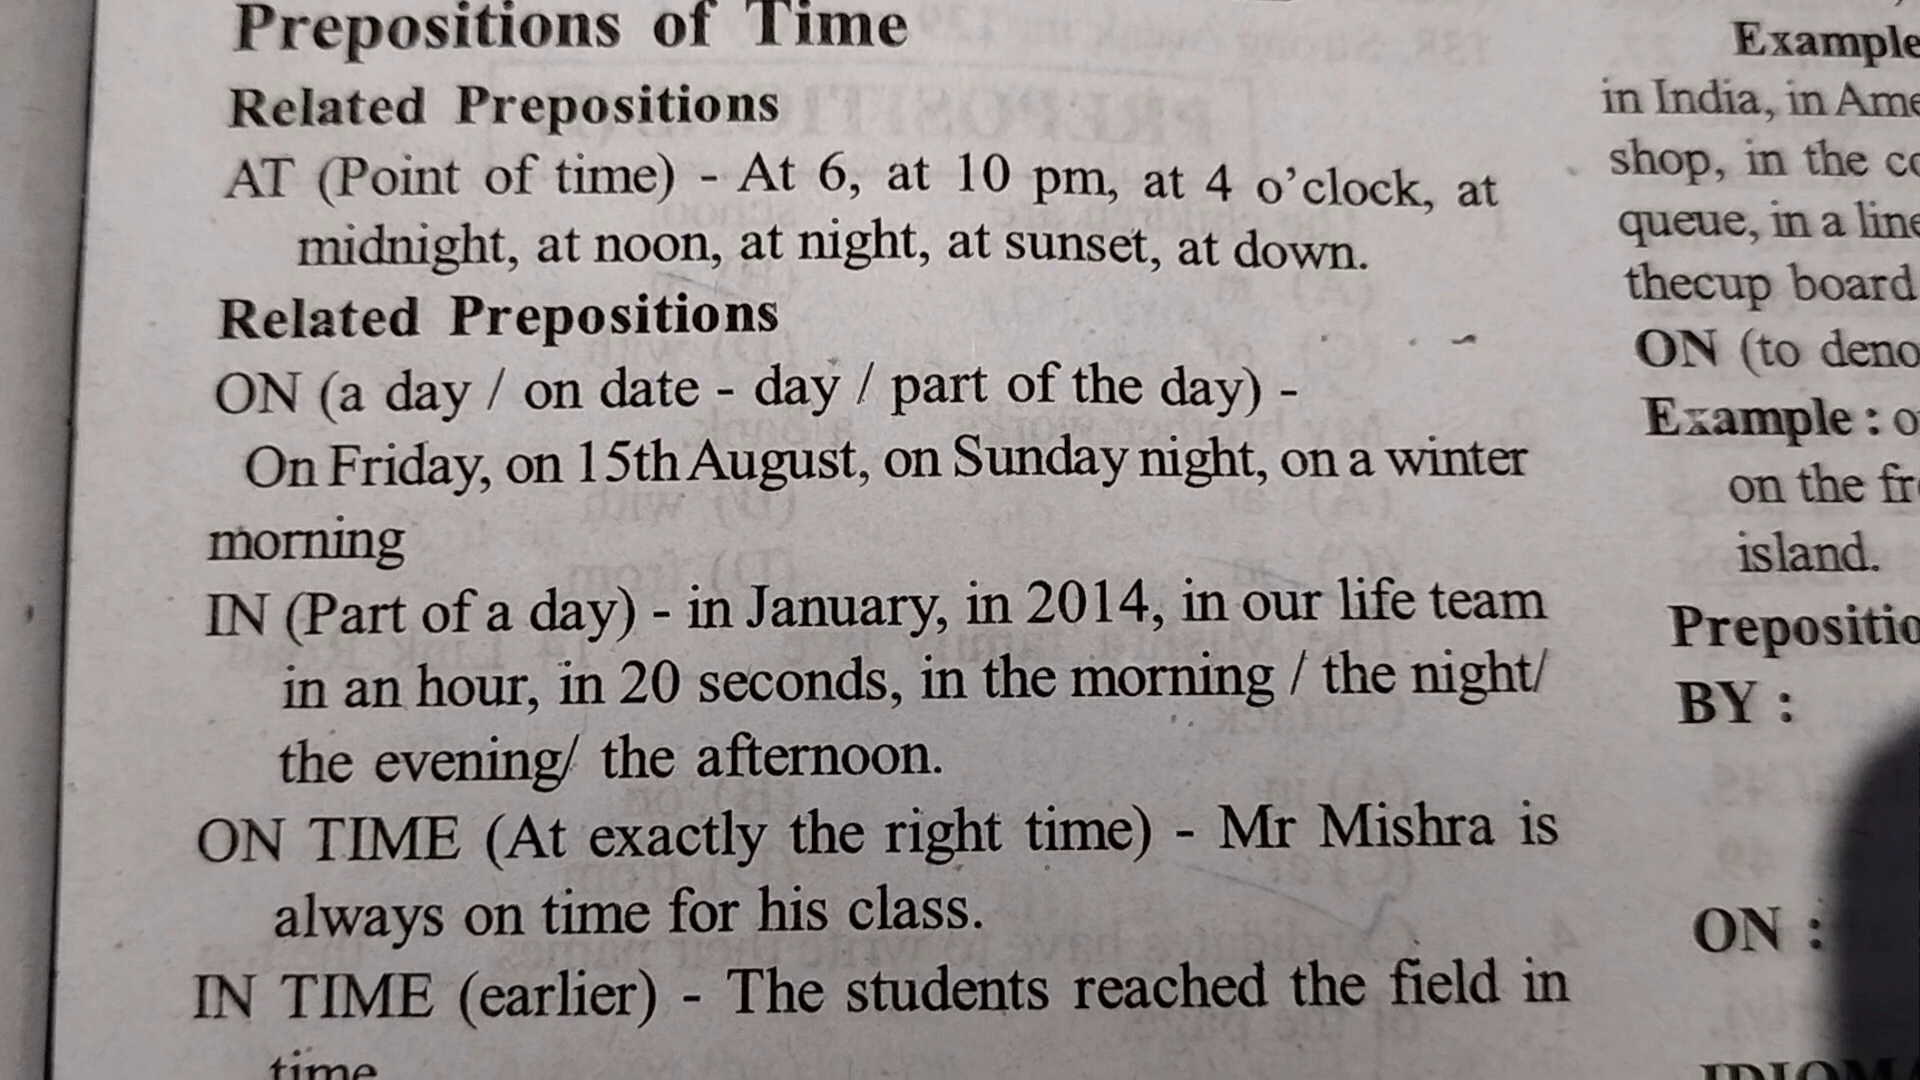 Prepositions of Time
Related Prepositions
AT (Point of time) - At 6, at 10 pm, at 4 o'clock, at
midnight, at noon, at night, at sunset, at down.
Related Prepositions
ON (a day / on date - day / part of the day) -
On Friday, on 15th August, on Sunday night, on a winter
morning
IN (Part of a day) - in January, in 2014, in our life team
in an hour, in 20 seconds, in the morning / the night/
the evening/ the afternoon.
ON TIME (At exactly the right time) - Mr Mishra is
always on time for his class.
IN TIME (earlier) - The students reached the field in
time
Example
in India, in
shop, in the
queue, in a line
thecup board
ON (to
Example :
on the
island.
BY :
ON :